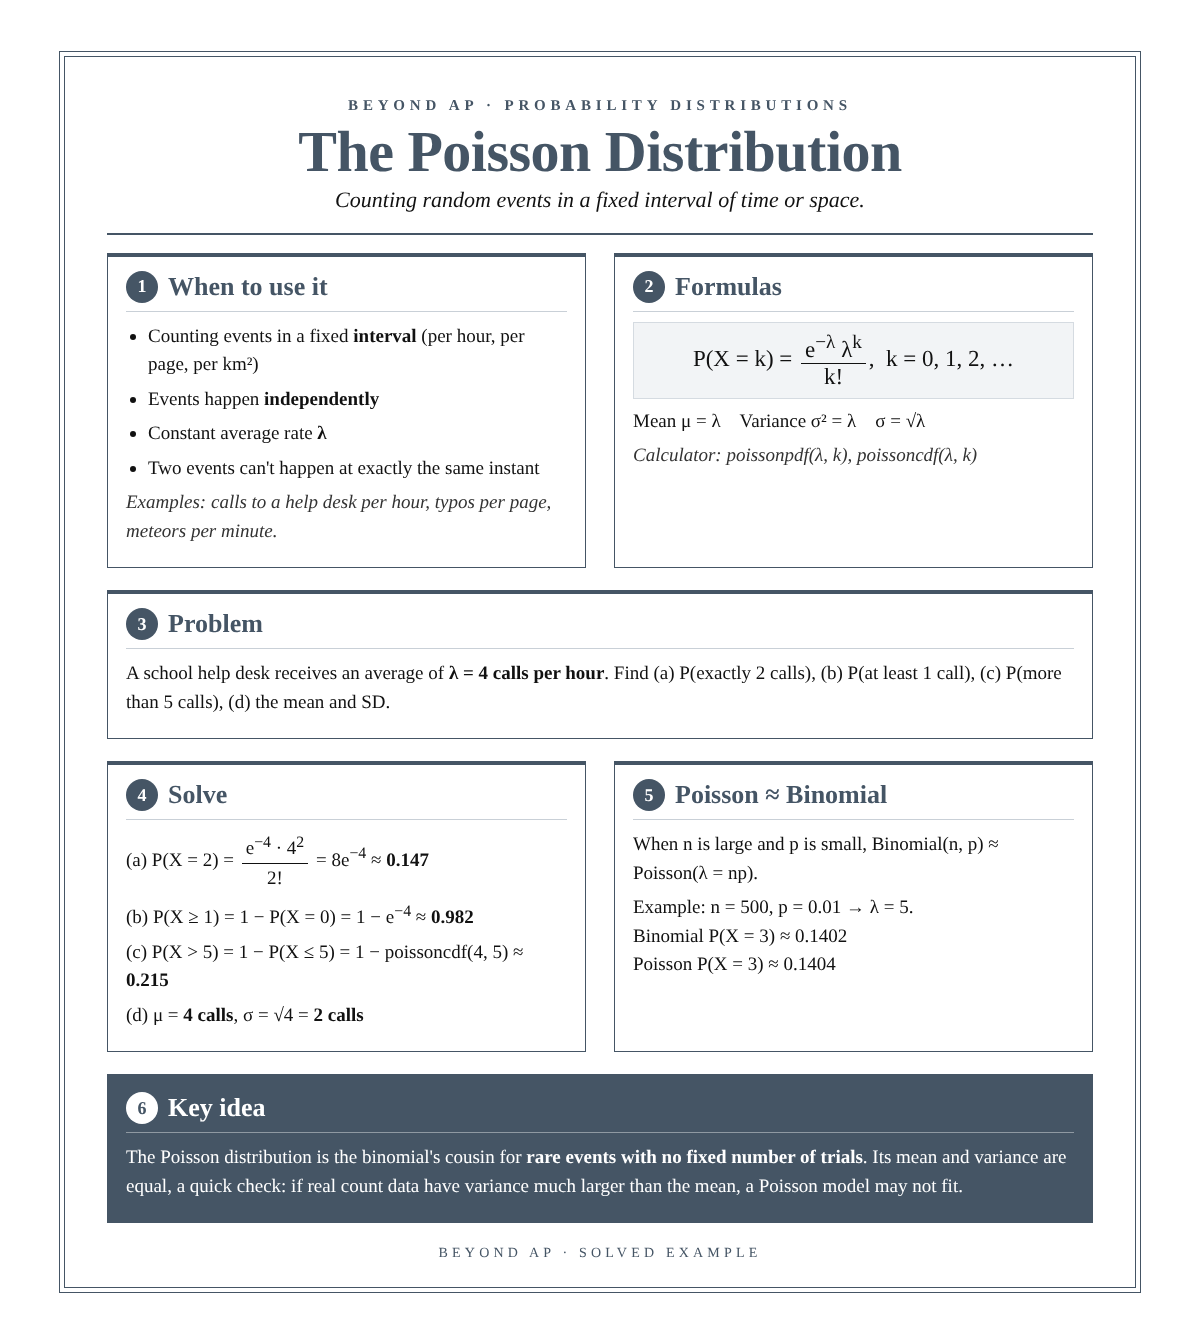 BEYOND AP · PROBABILITY DISTRIBUTIONS
The Poisson Distribution
Counting random events in a fixed interval of time or space.
1 When to use it
• Counting events in a fixed interval (per hour, per
page, per km²)
• Events happen independently
• Constant average rate λ
• Two events can't happen at exactly the same instant
Examples: calls to a help desk per hour, typos per page,
meteors per minute.
2 Formulas
P(X = k) = e^−λ λ^k / k!, k = 0, 1, 2, …
Mean μ = λ Variance σ² = λ σ = √λ
Calculator: poissonpdf(λ, k), poissoncdf(λ, k)
3 Problem
A school help desk receives an average of λ = 4 calls per hour. Find (a) P(exactly 2 calls), (b) P(at least 1 call), (c) P(more
than 5 calls), (d) the mean and SD.
4 Solve
(a) P(X = 2) = e^−4 · 4^2 / 2! = 8e^−4 ≈ 0.147
(b) P(X ≥ 1) = 1 − P(X = 0) = 1 − e^−4 ≈ 0.982
(c) P(X > 5) = 1 − P(X ≤ 5) = 1 − poissoncdf(4, 5) ≈
0.215
(d) μ = 4 calls, σ = √4 = 2 calls
5 Poisson ≈ Binomial
When n is large and p is small, Binomial(n, p) ≈
Poisson(λ = np).
Example: n = 500, p = 0.01 → λ = 5.
Binomial P(X = 3) ≈ 0.1402
Poisson P(X = 3) ≈ 0.1404
6 Key idea
The Poisson distribution is the binomial's cousin for rare events with no fixed number of trials. Its mean and variance are
equal, a quick check: if real count data have variance much larger than the mean, a Poisson model may not fit.
BEYOND AP · SOLVED EXAMPLE